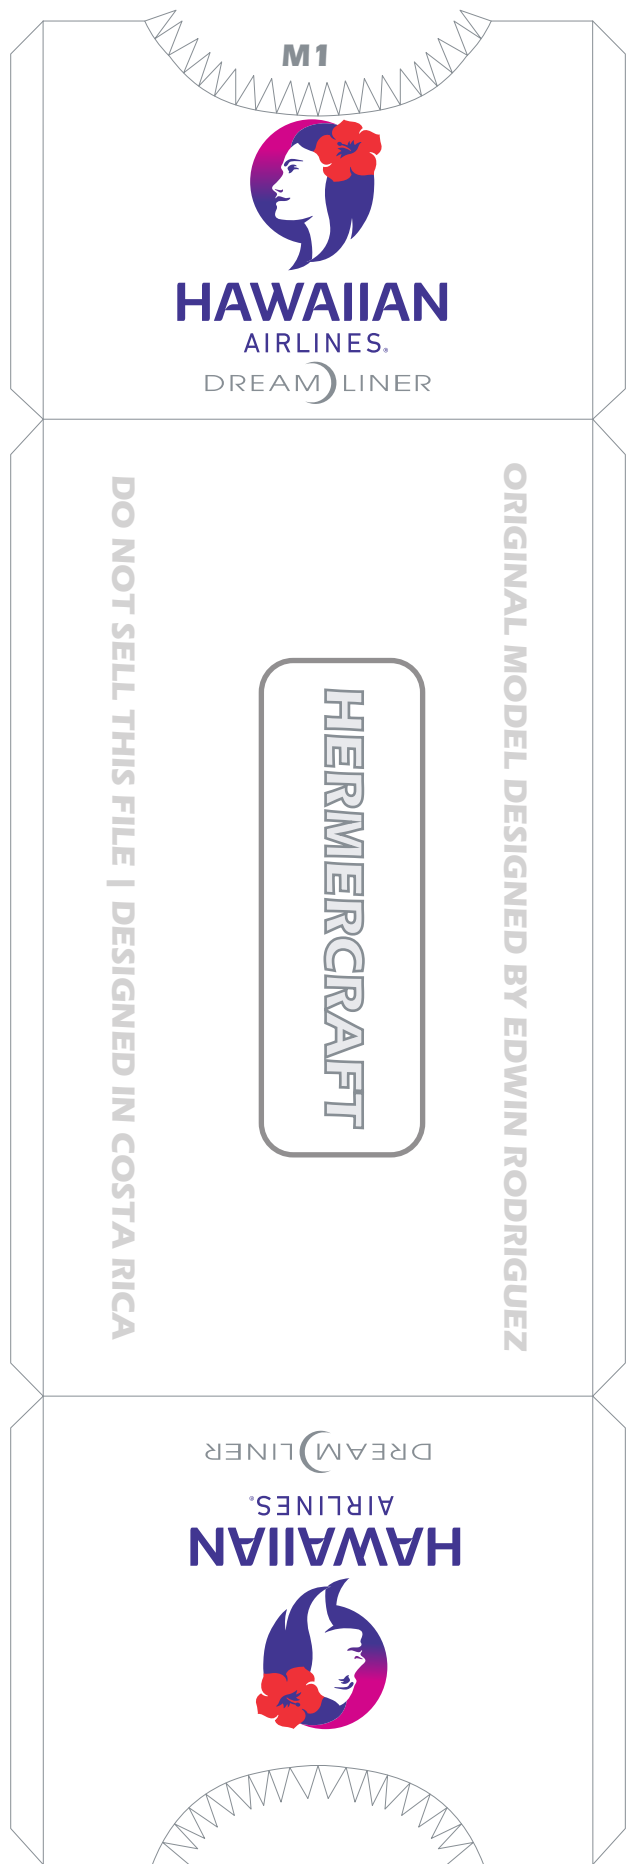 M1
HAWAIIAN
AIRLINES®
DREAMLINER
ORIGINAL MODEL DESIGNED BY EDWIN RODRIGUEZ
HERMERCRAFT
DO NOT SELL THIS FILE | DESIGNED IN COSTA RICA
DREAMLINER
AIRLINES®
HAWAIIAN